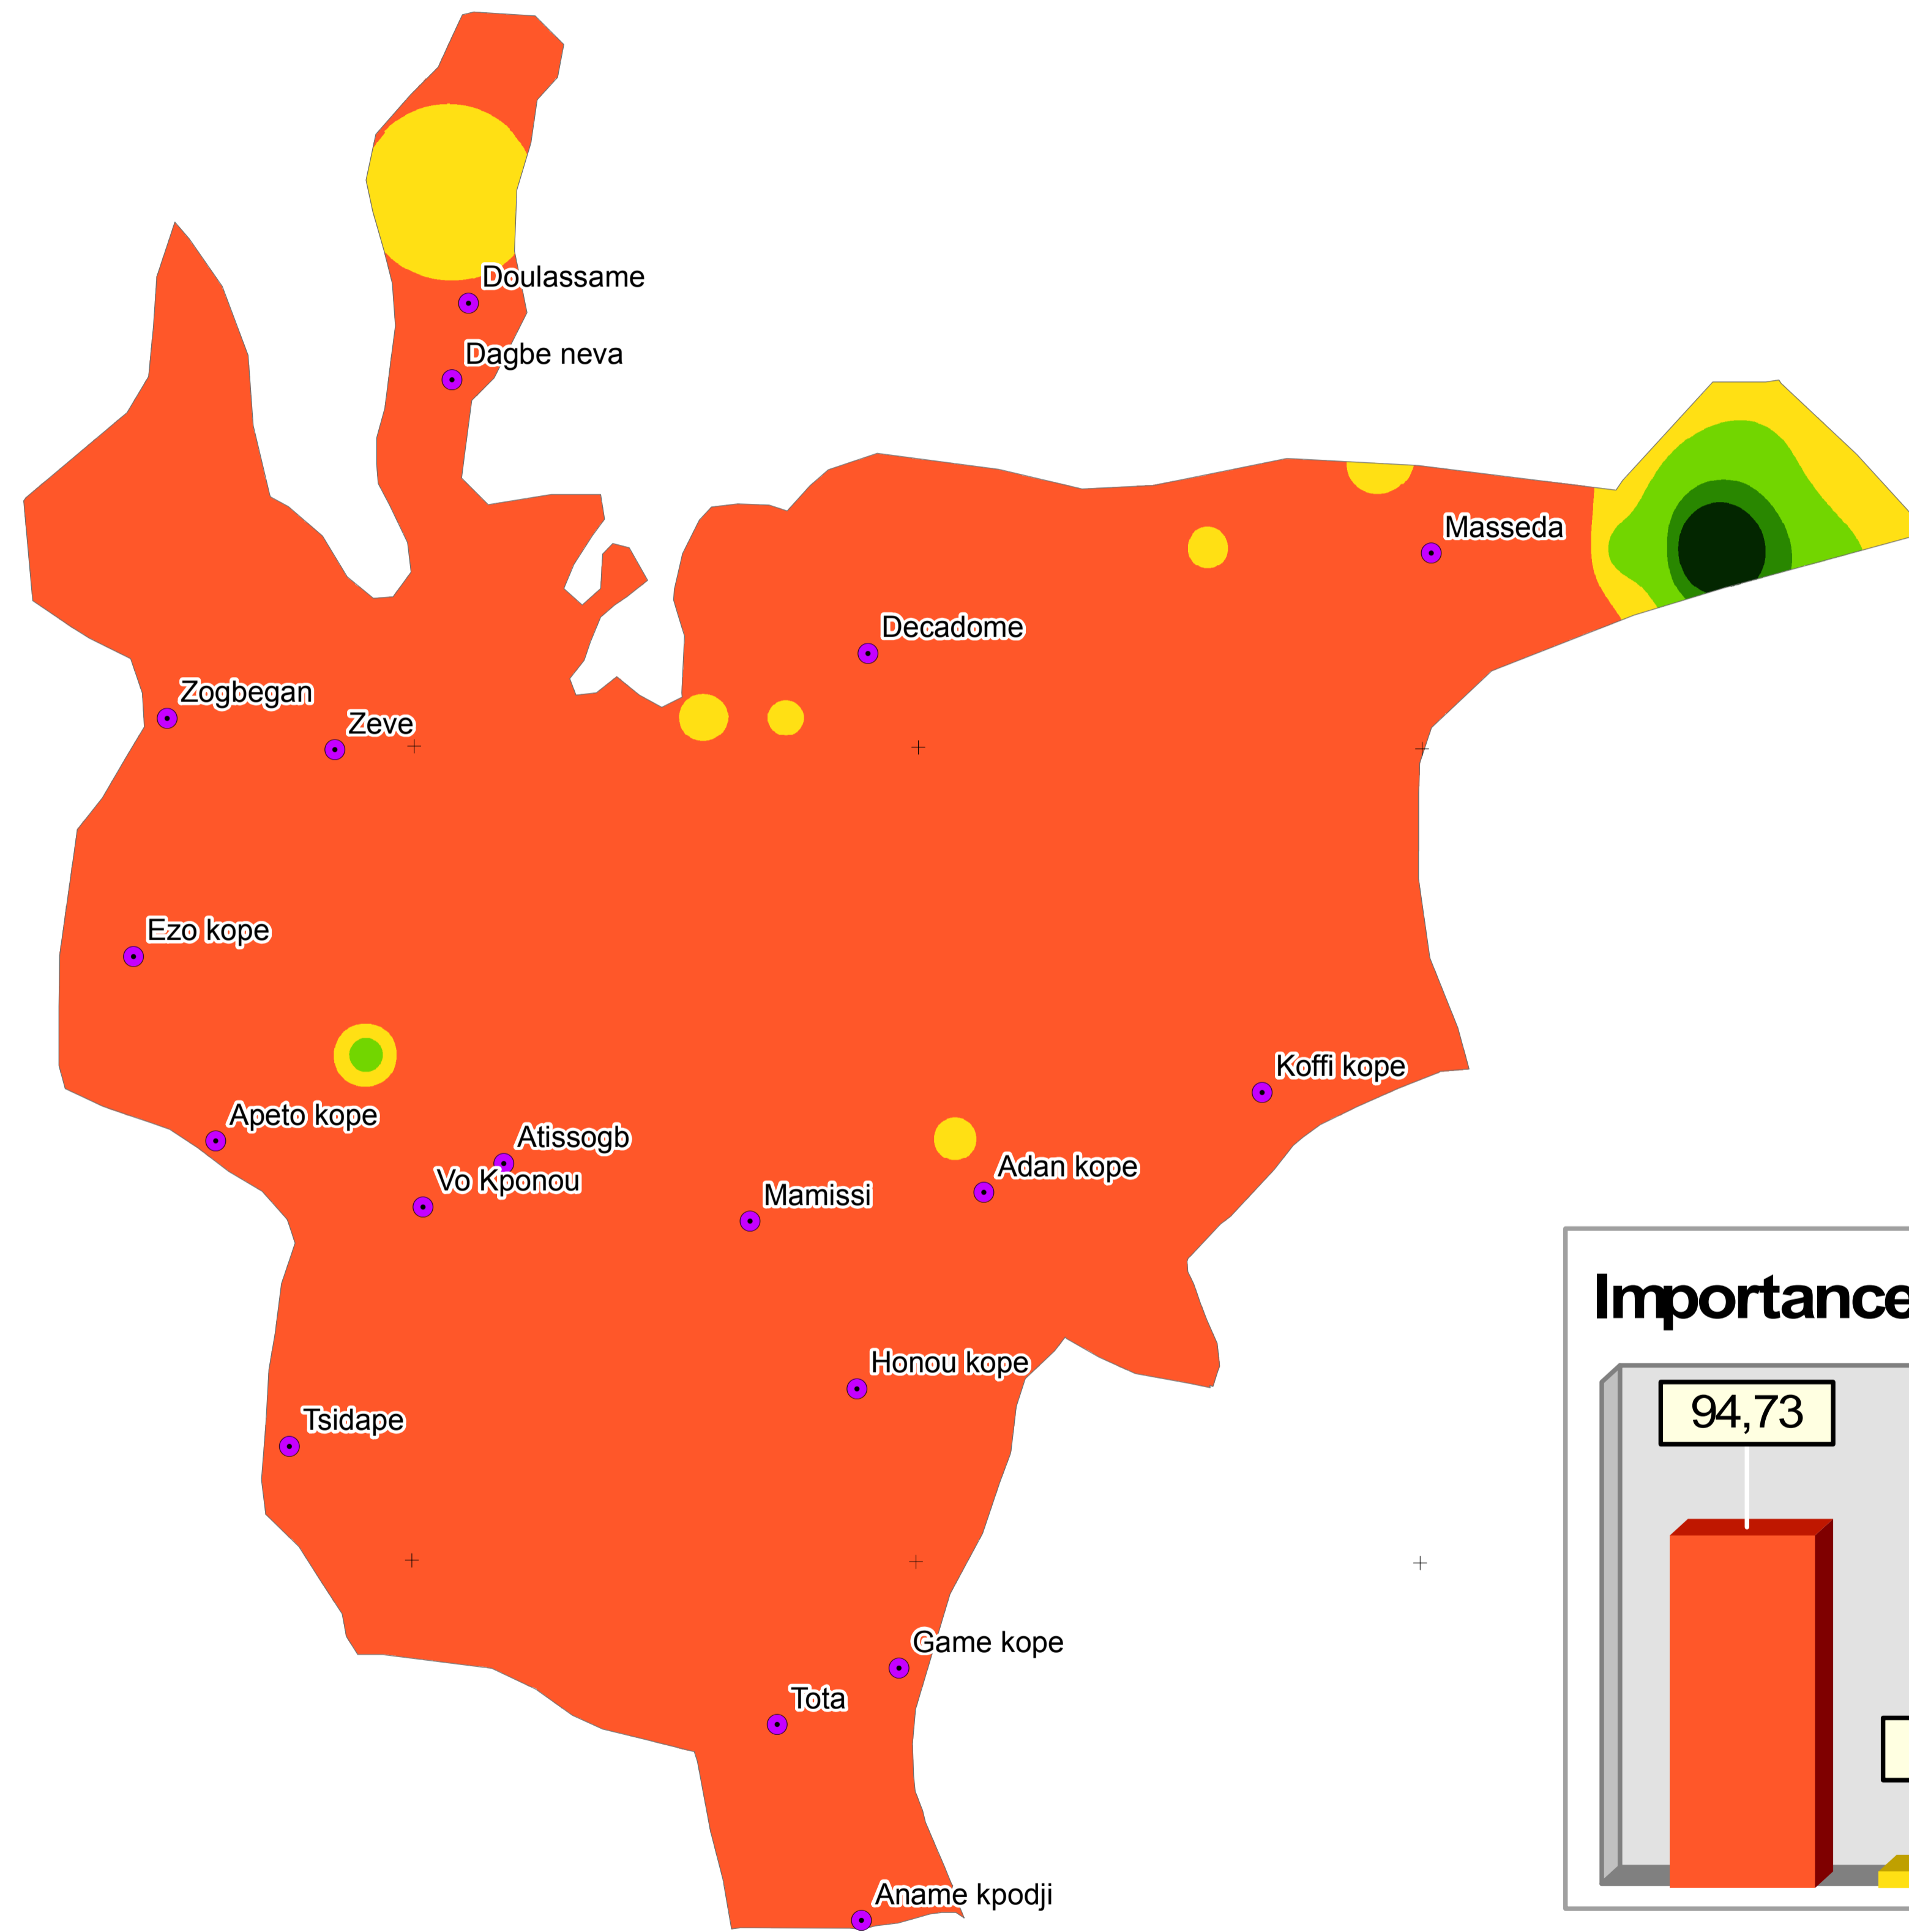 Doulassame
Dagbe neva
Masseda
Decadome
Zogbegan
Zeve
Ezo kope
Koffi kope
Apeto kope
Atissogb
Adan kope
Vo Kponou
Mamissi
Importance
Honou kope
94,73
Tsidape
Game kope
Tota
Aname kpodji